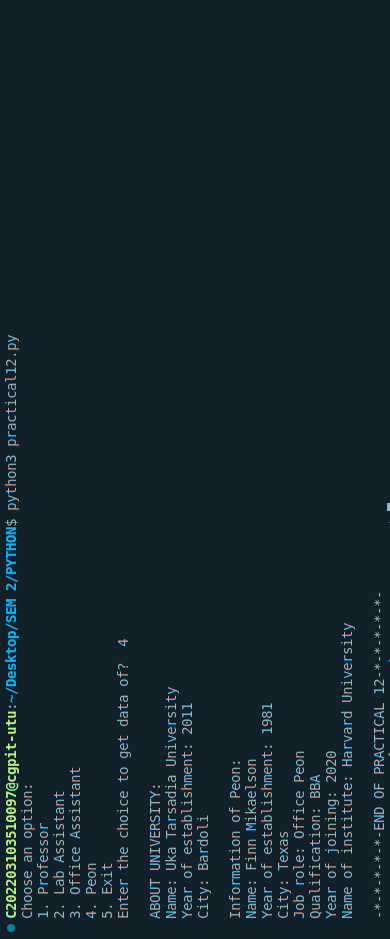 C202203103510097@cgpit-utu:~/Desktop/SEM 2/PYTHON$ python3 practical12.py
Choose an option:
1. Professor
2. Lab Assistant
3. Office Assistant
4. Peon
5. Exit
Enter the choice to get data of?  4
ABOUT UNIVERSITY:
Name: Uka Tarsadia University
Year of establishment: 2011
City: Bardoli
Information of Peon:
Name: Finn Mikaelson
Year of establishment: 1981
City: Texas
Job role: Office Peon
Qualification: BBA
Year of joining: 2020
Name of institute: Harvard University
-*-*-*-*-*-END OF PRACTICAL 12-*-*-*-*-*-